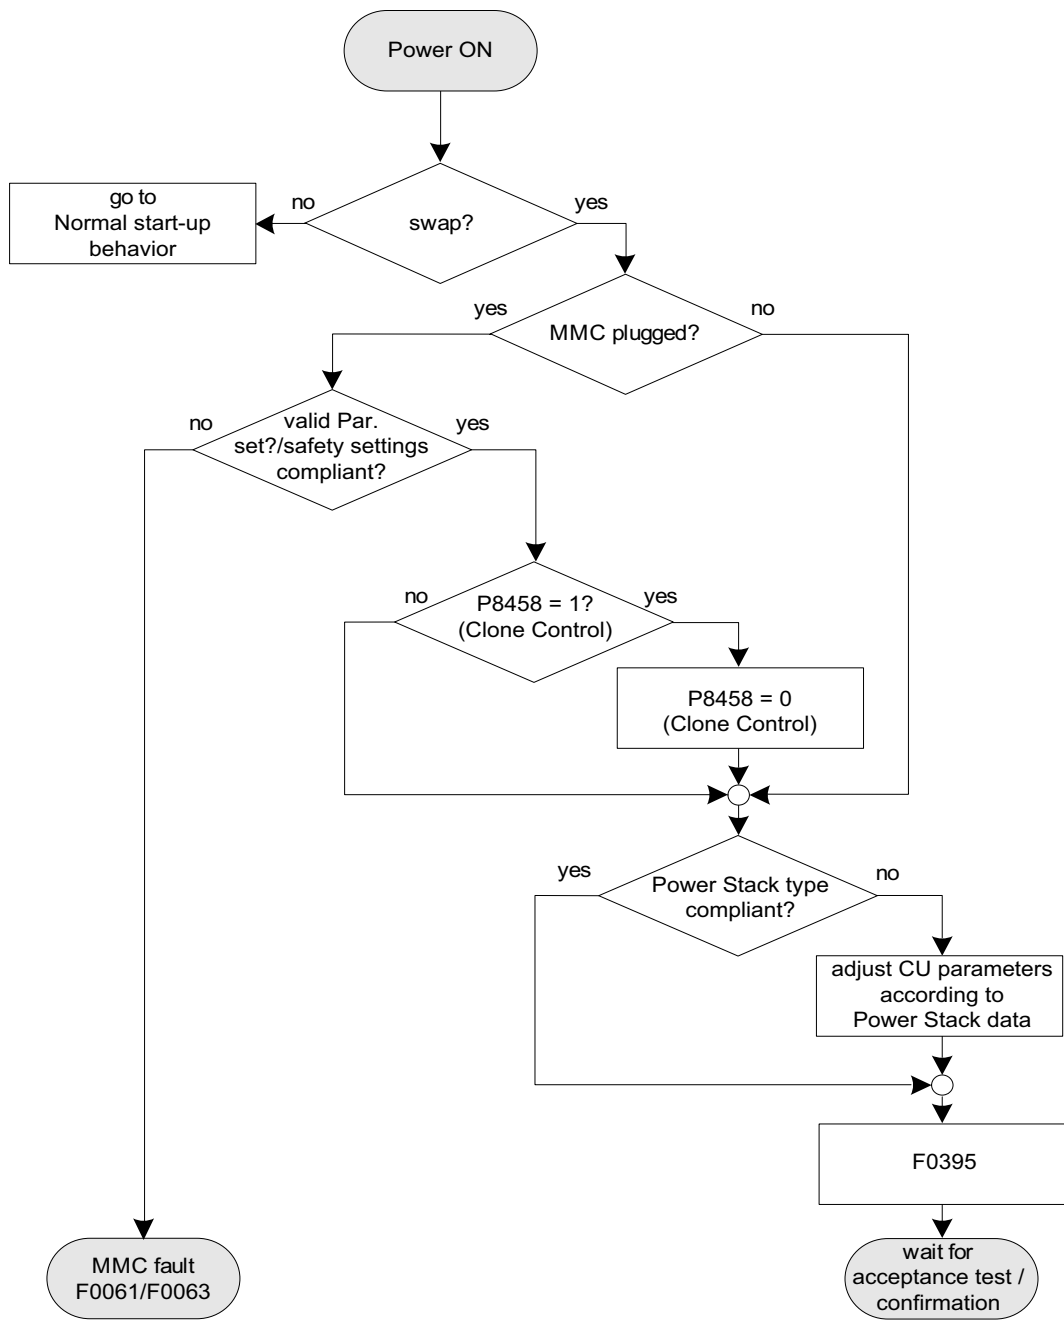 Power ON
swap?
no
yes
go to
Normal start-up
behavior
MMC plugged?
yes
no
valid Par.
set?/safety settings
compliant?
no
yes
P8458 = 1?
(Clone Control)
no
yes
P8458 = 0
(Clone Control)
Power Stack type
compliant?
yes
no
adjust CU parameters
according to
Power Stack data
F0395
MMC fault
F0061/F0063
wait for
acceptance test /
confirmation